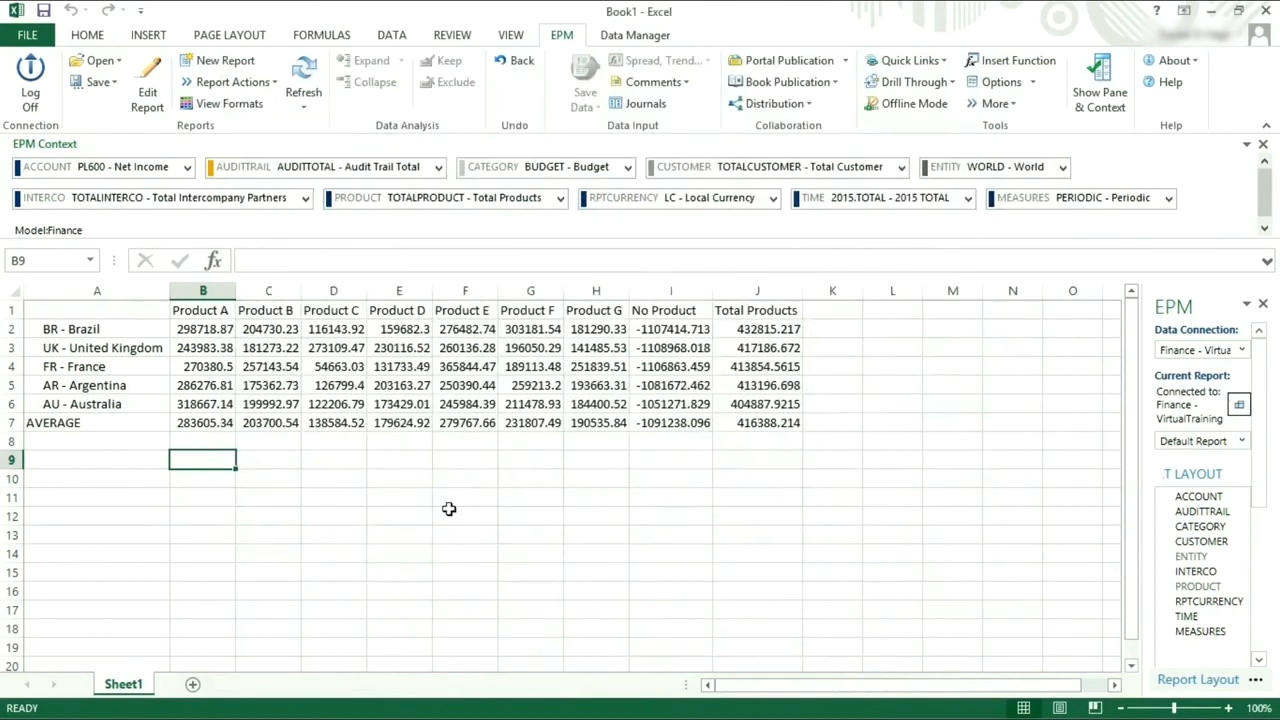 Book1 - Excel
FILE HOME INSERT PAGE LAYOUT FORMULAS DATA REVIEW VIEW EPM Data Manager
Log Off
Connection
Open
Save
Edit Report
New Report
Report Actions
View Formats
Refresh
Reports
Expand
Collapse
Keep
Exclude
Data Analysis
Back
Undo
Save Data
Spread, Trend...
Comments
Journals
Data Input
Portal Publication
Book Publication
Distribution
Collaboration
Quick Links
Drill Through
Offline Mode
Insert Function
Options
More
Tools
Show Pane & Context
About
Help
Help
EPM Context
ACCOUNT PL600 - Net Income AUDITTRAIL AUDITTOTAL - Audit Trail Total CATEGORY BUDGET - Budget CUSTOMER TOTALCUSTOMER - Total Customer ENTITY WORLD - World
INTERCO TOTALINTERCO - Total Intercompany Partners PRODUCT TOTALPRODUCT - Total Products RPTCURRENCY LC - Local Currency TIME 2015.TOTAL - 2015 TOTAL MEASURES PERIODIC - Periodic
Model:Finance
B9 fx
A B C D E F G H I J K L M N O
1 Product A Product B Product C Product D Product E Product F Product G No Product Total Products
2 BR - Brazil 298718.87 204730.23 116143.92 159682.3 276482.74 303181.54 181290.33 -1107414.713 432815.217
3 UK - United Kingdom 243983.38 181273.22 273109.47 230116.52 260136.28 196050.29 141485.53 -1108968.018 417186.672
4 FR - France 270380.5 257143.54 54663.03 131733.49 365844.47 189113.48 251839.51 -1106863.459 413854.5615
5 AR - Argentina 286276.81 175362.73 126799.4 203163.27 250390.44 259213.2 193663.31 -1081672.462 413196.698
6 AU - Australia 318667.14 199992.97 122206.79 173429.01 245984.39 211478.93 184400.52 -1051271.829 404887.9215
7 AVERAGE 283605.34 203700.54 138584.52 179624.92 279767.66 231807.49 190535.84 -1091238.096 416388.214
8
9
10
11
12
13
14
15
16
17
18
19
20
EPM
Data Connection:
Finance - Virtua
Current Report:
Connected to:
Finance -
VirtualTraining
Default Report
.T LAYOUT
ACCOUNT
AUDITTRAIL
CATEGORY
CUSTOMER
ENTITY
INTERCO
PRODUCT
RPTCURRENCY
TIME
MEASURES
Report Layout
Sheet1
READY
100%